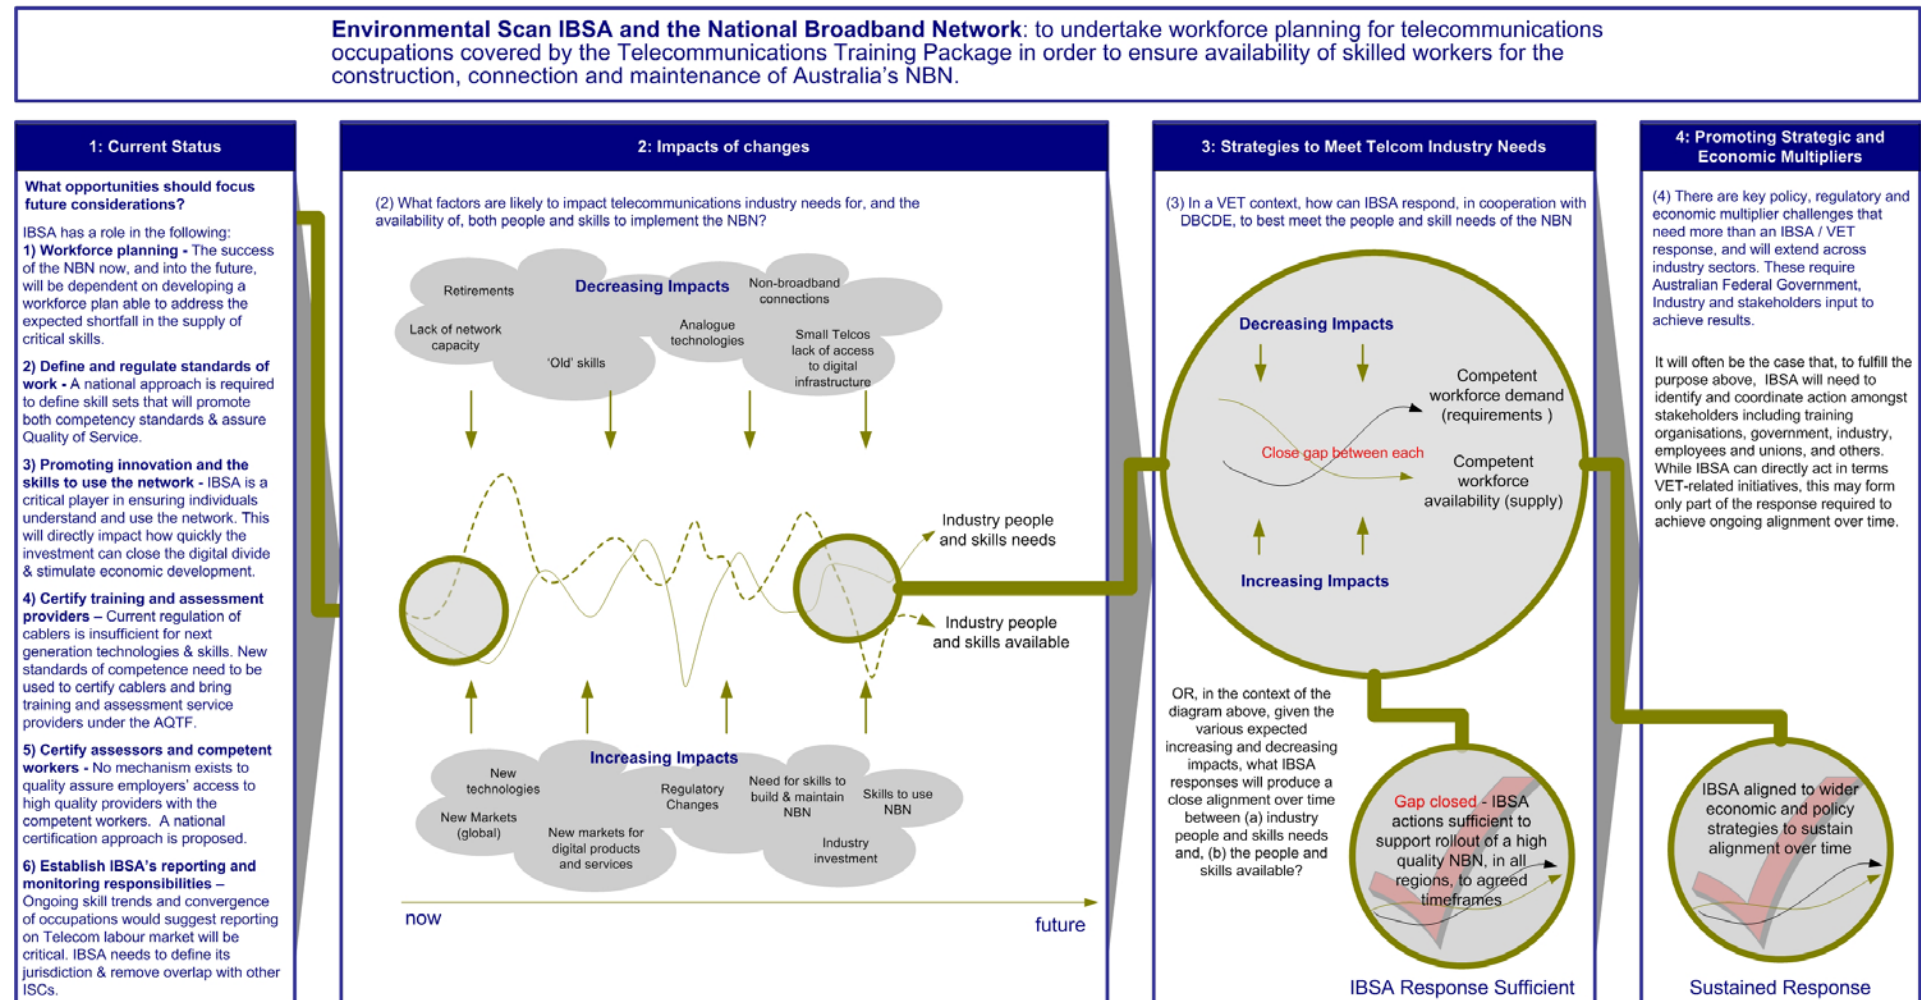 Environmental Scan IBSA and the National Broadband Network: to undertake workforce planning for telecommunications
occupations covered by the Telecommunications Training Package in order to ensure availability of skilled workers for the
construction, connection and maintenance of Australia's NBN.
1: Current Status
What opportunities should focus
future considerations?
IBSA has a role in the following:
1) Workforce planning - The success
of the NBN now, and into the future,
will be dependent on developing a
workforce plan able to address the
expected shortfall in the supply of
critical skills.
2) Define and regulate standards of
work - A national approach is required
to define skill sets that will promote
both competency standards & assure
Quality of Service.
3) Promoting innovation and the
skills to use the network - IBSA is a
critical player in ensuring individuals
understand and use the network. This
will directly impact how quickly the
investment can close the digital divide
& stimulate economic development.
4) Certify training and assessment
providers – Current regulation of
cablers is insufficient for next
generation technologies & skills. New
standards of competence need to be
used to certify cablers and bring
training and assessment service
providers under the AQTF.
5) Certify assessors and competent
workers - No mechanism exists to
quality assure employers' access to
high quality providers with the
competent workers. A national
certification approach is proposed.
6) Establish IBSA's reporting and
monitoring responsibilities –
Ongoing skill trends and convergence
of occupations would suggest reporting
on Telecom labour market will be
critical. IBSA needs to define its
jurisdiction & remove overlap with other
ISCs.
2: Impacts of changes
(2) What factors are likely to impact telecommunications industry needs for, and the
availability of, both people and skills to implement the NBN?
Decreasing Impacts
Retirements
Non-broadband
connections
Lack of network
capacity
'Old' skills
Analogue
technologies
Small Telcos
lack of access
to digital
infrastructure
Industry people
and skills needs
Industry people
and skills available
Increasing Impacts
New
technologies
New Markets
(global)
New markets for
digital products
and services
Regulatory
Changes
Need for skills to
build & maintain
NBN
Skills to use
NBN
Industry
investment
now
future
3: Strategies to Meet Telcom Industry Needs
(3) In a VET context, how can IBSA respond, in cooperation with
DBCDE, to best meet the people and skill needs of the NBN
Decreasing Impacts
Competent
workforce demand
(requirements )
Close gap between each
Competent
workforce
availability (supply)
Increasing Impacts
OR, in the context of the
diagram above, given the
various expected
increasing and decreasing
impacts, what IBSA
responses will produce a
close alignment over time
between (a) industry
people and skills needs
and, (b) the people and
skills available?
Gap closed - IBSA
actions sufficient to
support rollout of a high
quality NBN, in all
regions, to agreed
timeframes
IBSA Response Sufficient
4: Promoting Strategic and
Economic Multipliers
(4) There are key policy, regulatory and
economic multiplier challenges that
need more than an IBSA / VET
response, and will extend across
industry sectors. These require
Australian Federal Government,
Industry and stakeholders input to
achieve results.
It will often be the case that, to fulfill the
purpose above, IBSA will need to
identify and coordinate action amongst
stakeholders including training
organisations, government, industry,
employees and unions, and others.
While IBSA can directly act in terms
VET-related initiatives, this may form
only part of the response required to
achieve ongoing alignment over time.
IBSA aligned to wider
economic and policy
strategies to sustain
alignment over time
Sustained Response